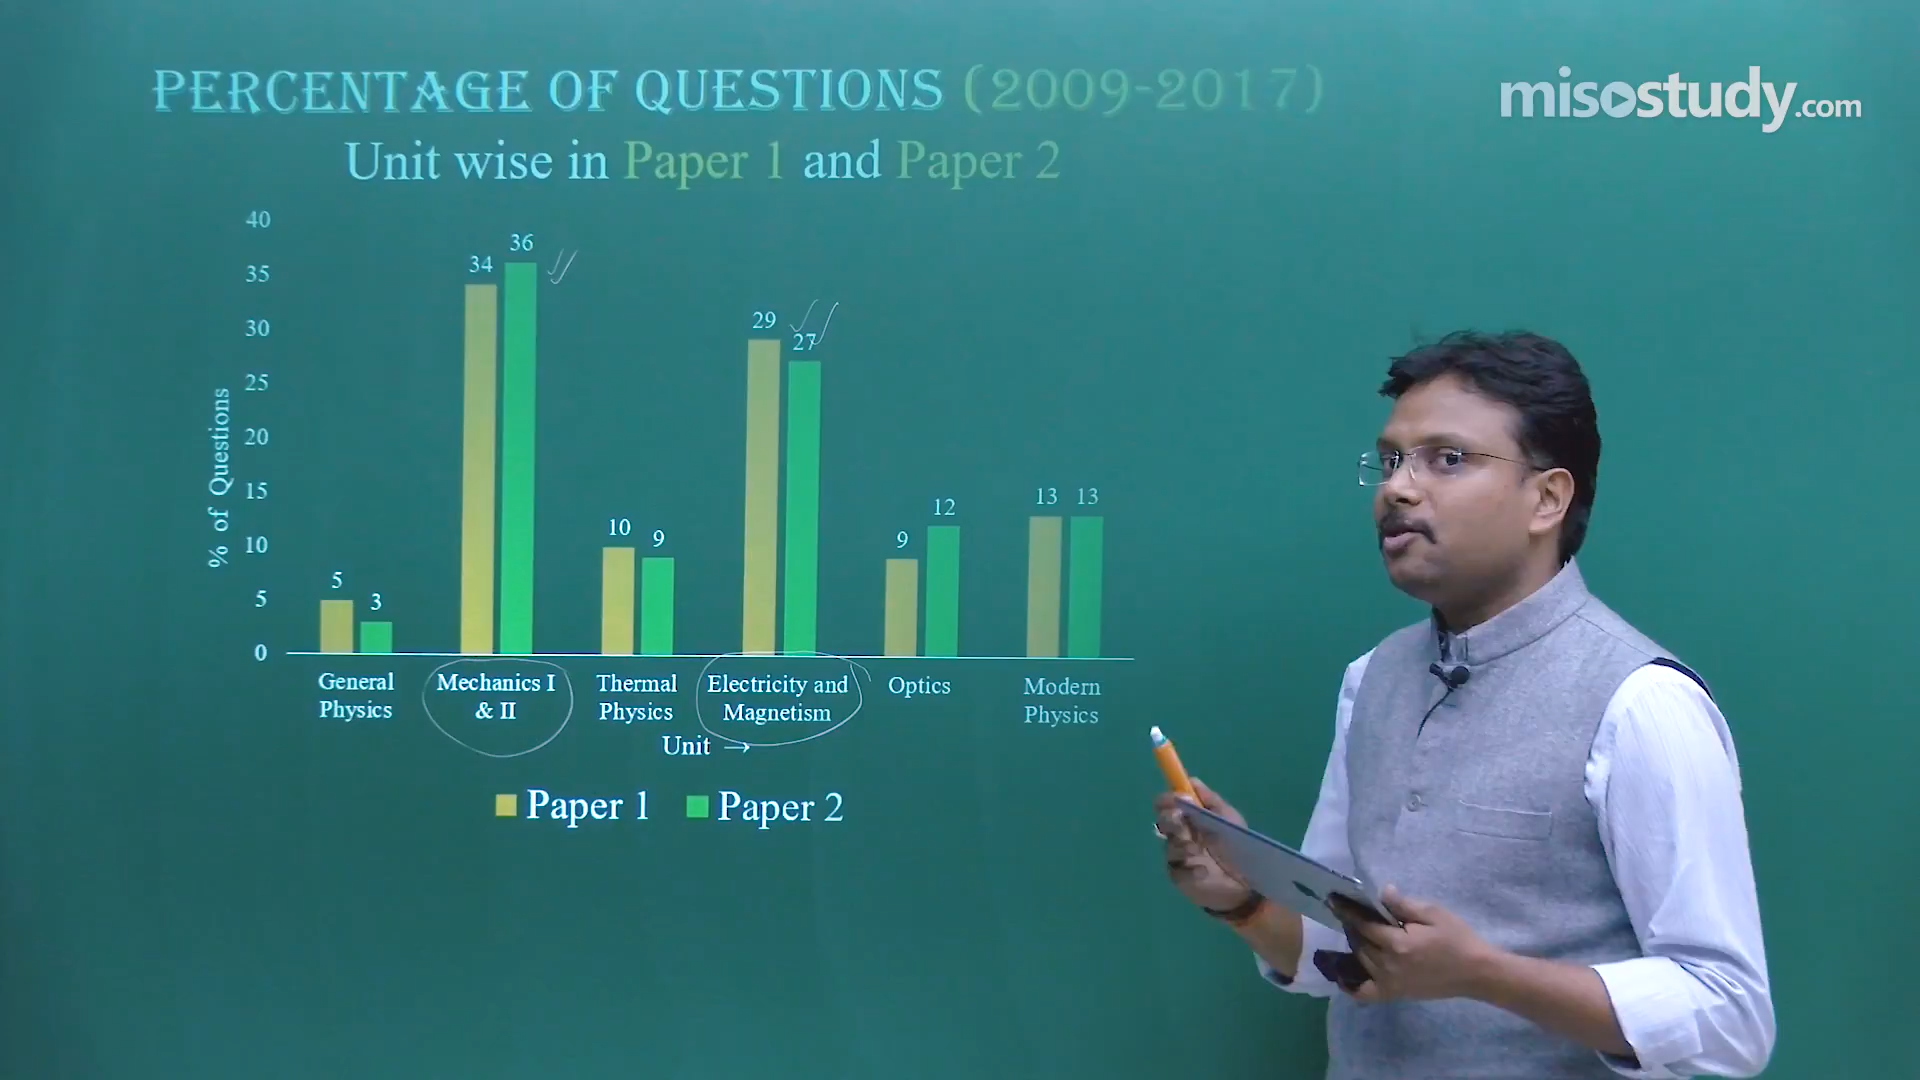 PERCENTAGE OF QUESTIONS (2009-2017)
misostudy.com
Unit wise in Paper 1 and Paper 2
% of Questions
40
35
30
25
20
15
10
5
0
5
3
34
36
10
9
29
27
9
12
13
13
General Physics
Mechanics I & II
Thermal Physics
Electricity and Magnetism
Optics
Modern Physics
Unit →
Paper 1
Paper 2